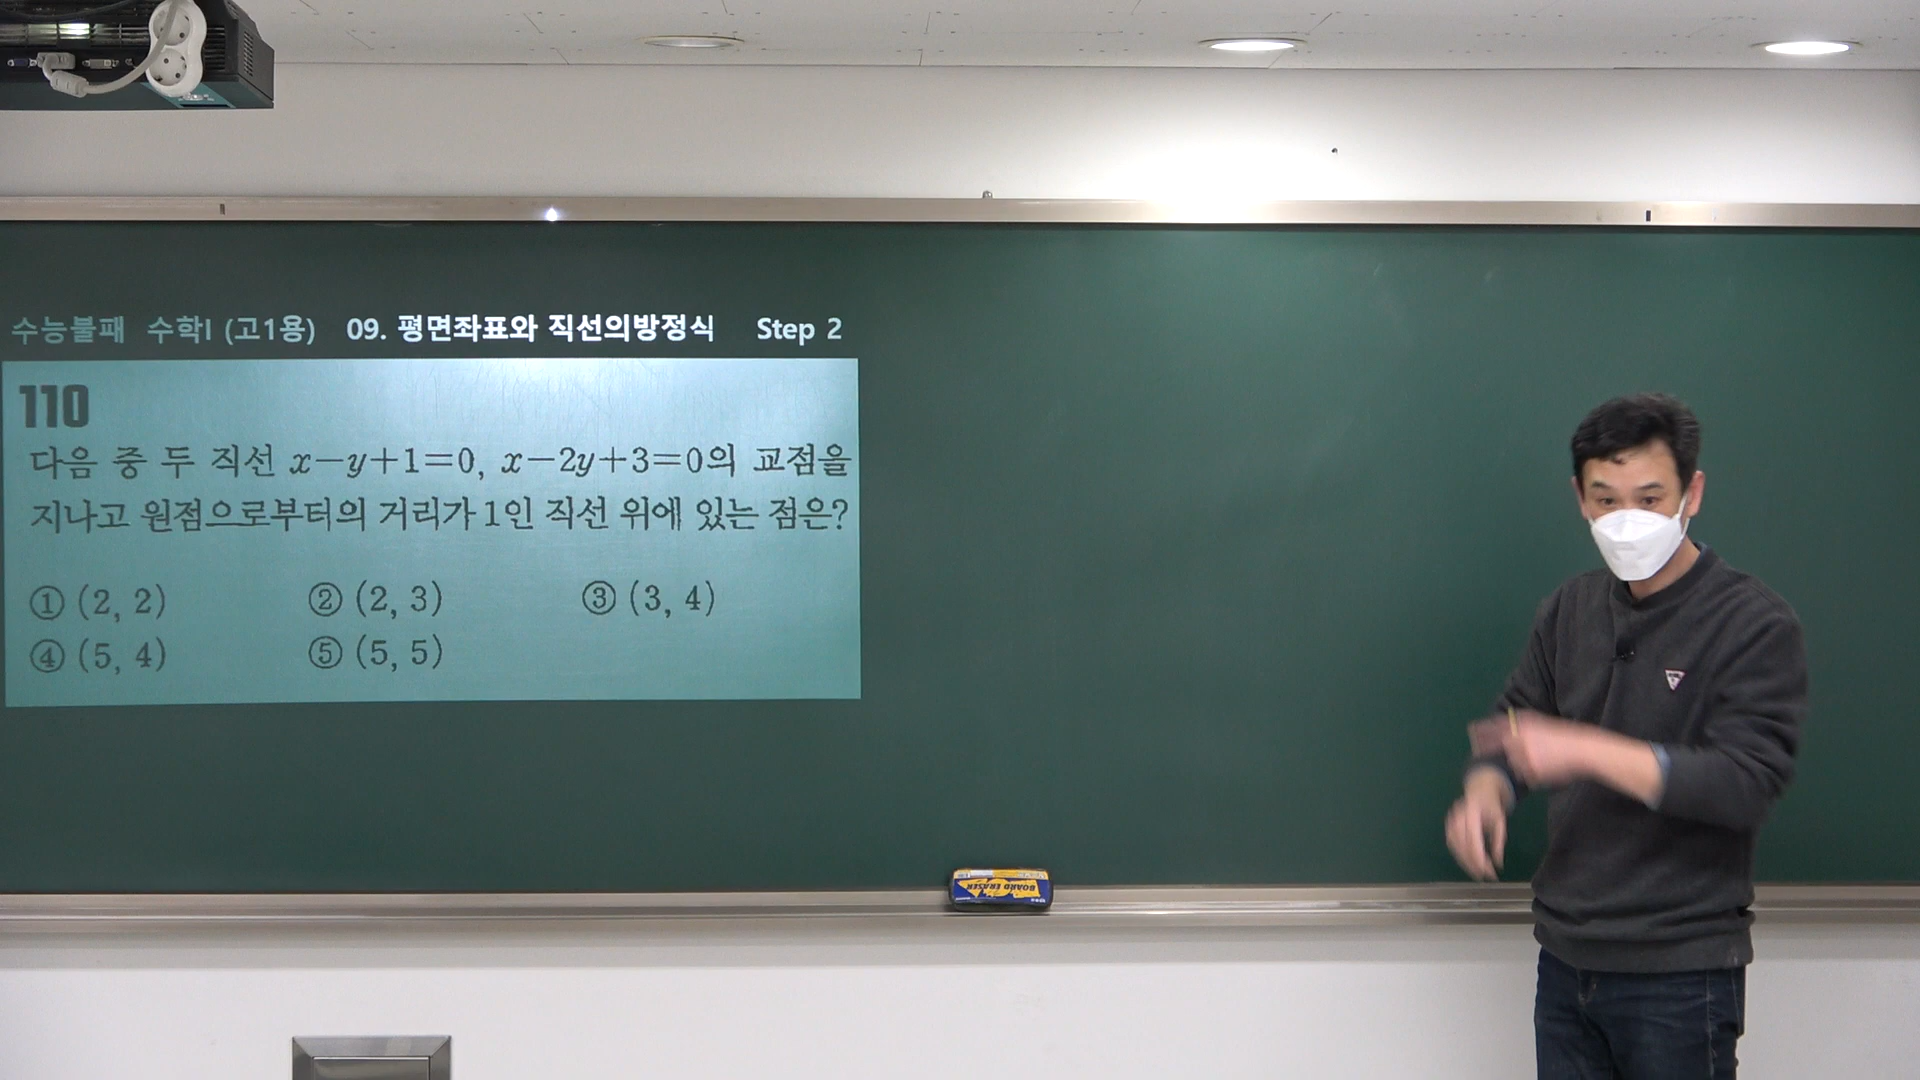 수능불패 수학Ⅰ (고1용) 09. 평면좌표와 직선의방정식 Step 2
110
다음 중 두 직선 x−y+1=0, x−2y+3=0의 교점을
지나고 원점으로부터의 거리가 1인 직선 위에 있는 점은?
① (2, 2) ② (2, 3) ③ (3, 4)
④ (5, 4) ⑤ (5, 5)
BOARD ERASER